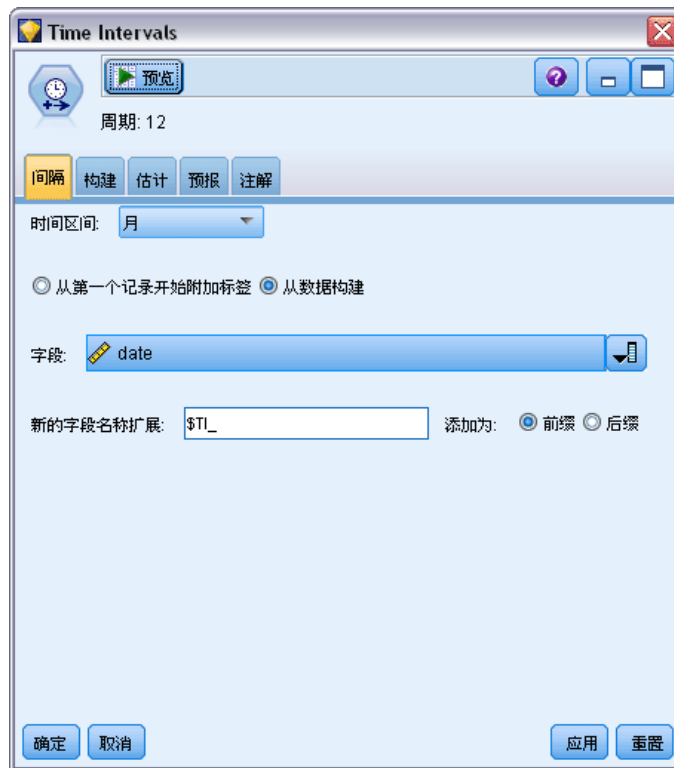 Time Intervals
预览
周期: 12
间隔 构建 估计 预报 注解
时间区间: 月
从第一个记录开始附加标签 从数据构建
字段: date
新的字段名称扩展: $TI_ 添加为: 前缀 后缀
确定 取消 应用 重置